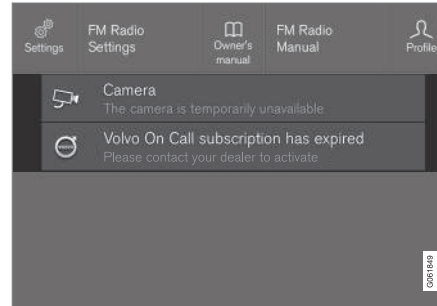 Settings
FM Radio
Settings
Owner's
manual
FM Radio
Manual
Profile
Camera
The camera is temporarily unavailable
Volvo On Call subscription has expired
Please contact your dealer to activate
G061849